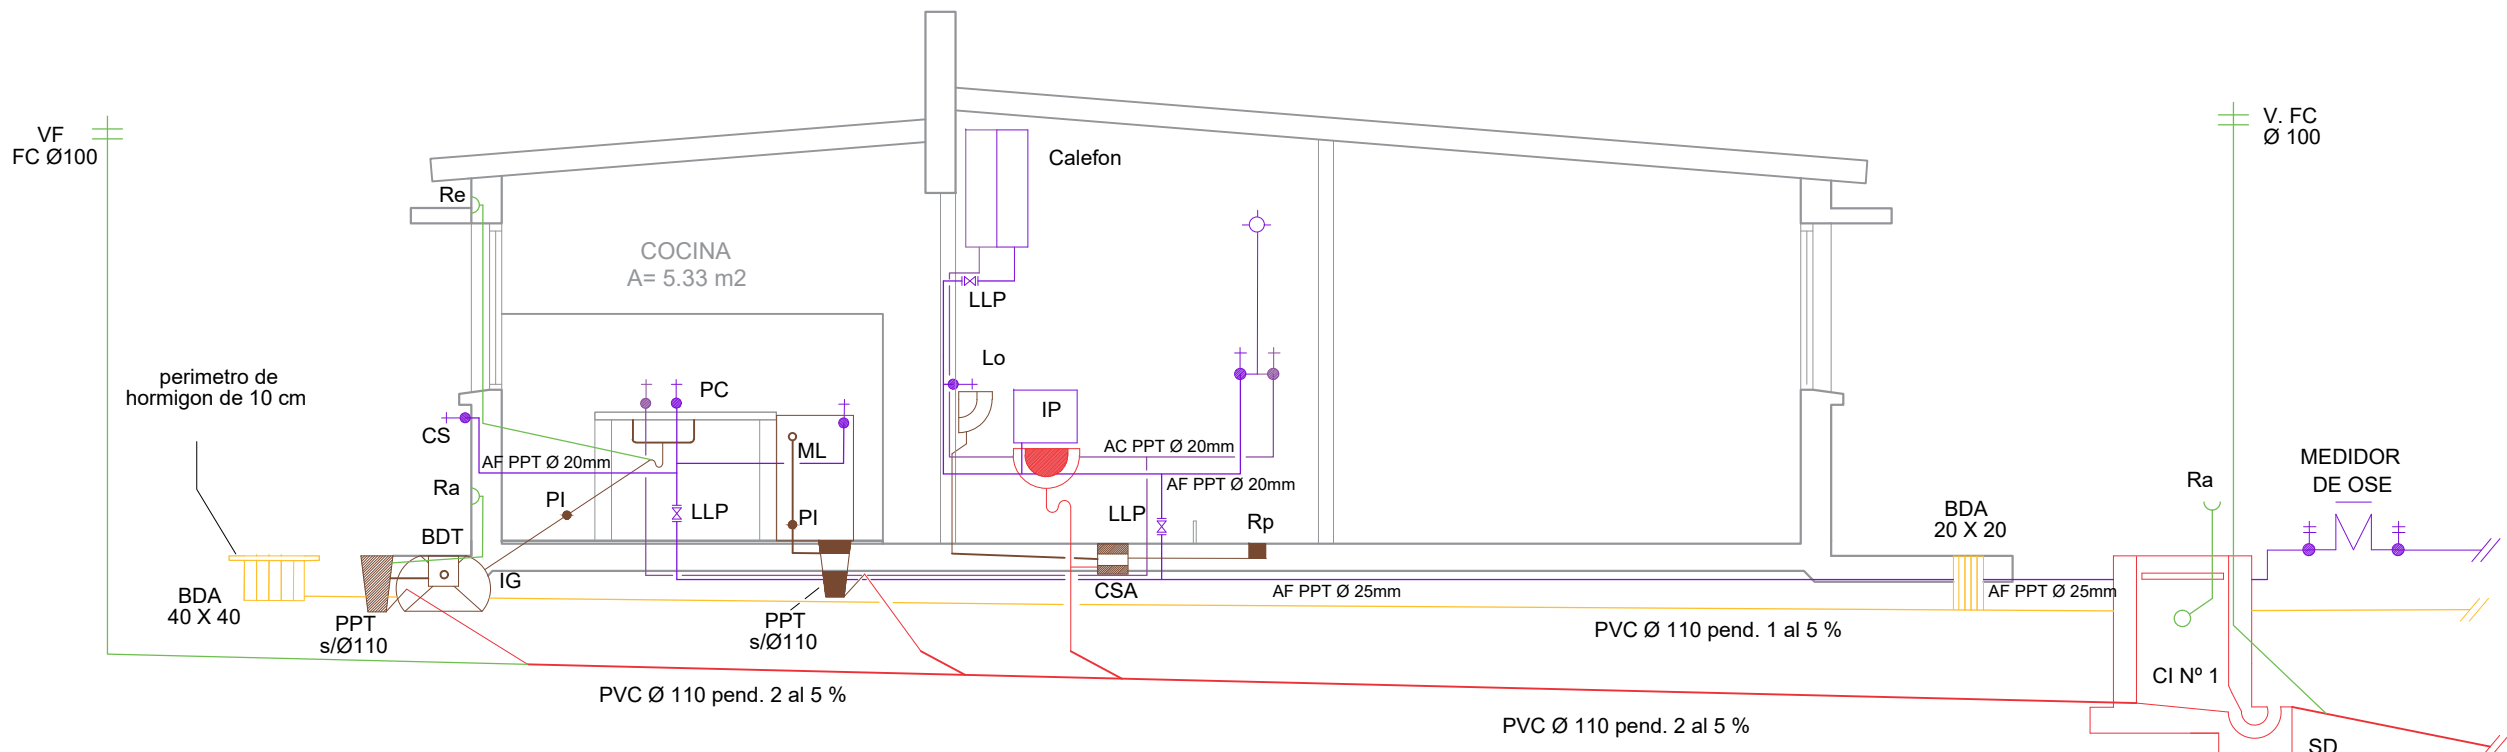 VF
FC Ø100
V. FC
Ø 100
Calefon
Re
COCINA
A= 5.33 m2
LLP
Lo
perimetro de
hormigon de 10 cm
PC
IP
CS
AF PPT Ø 20mm
ML
AC PPT Ø 20mm
AF PPT Ø 20mm
MEDIDOR
DE OSE
Ra
Ra
PI
LLP
PI
LLP
Rp
BDA
20 X 20
BDT
IG
BDA
40 X 40
CSA
AF PPT Ø 25mm
AF PPT Ø 25mm
PPT
s/Ø110
PPT
s/Ø110
PVC Ø 110 pend. 1 al 5 %
CI Nº 1
PVC Ø 110 pend. 2 al 5 %
PVC Ø 110 pend. 2 al 5 %
SD